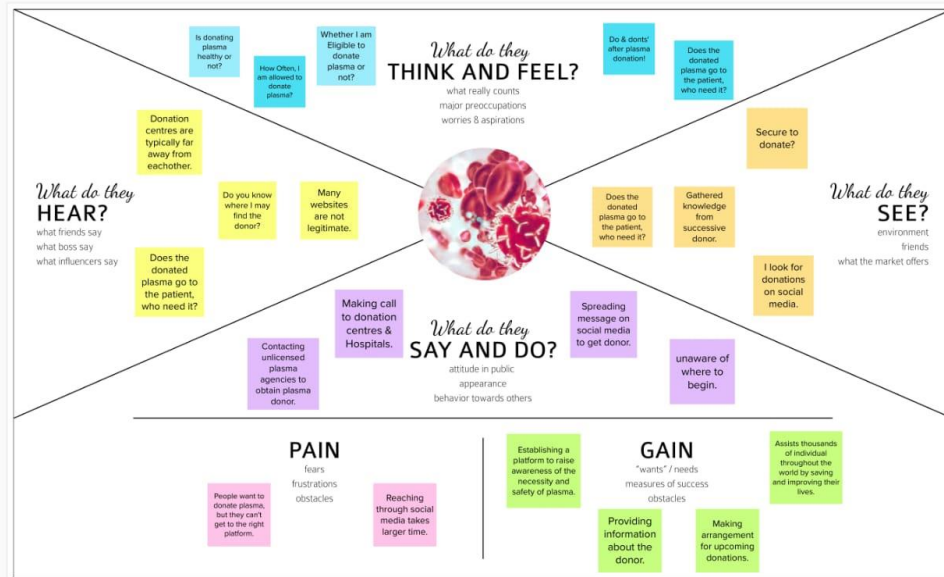 Is donating
plasma
healthy or
not?
How Often, I
am allowed to
donate
plasma?
Whether I am
Eligible to
donate
plasma or
not?
What do they
THINK AND FEEL?
what really counts
major preoccupations
worries & aspirations
Do & donts'
after plasma
donation!
Does the
donated
plasma go to
the patient,
who need it?
What do they
HEAR?
what friends say
what boss say
what influencers say
Donation
centres are
typically far
away from
eachother.
Do you know
where I may
find the
donor?
Many
websites
are not
legitimate.
Does the
donated
plasma go to
the patient,
who need it?
Secure to
donate?
Does the
donated
plasma go to
the patient,
who need it?
Gathered
knowledge
from
successive
donor.
I look for
donations
on social
media.
What do they
SEE?
environment
friends
what the market offers
Making call
to donation
centres &
Hospitals.
Contacting
unlicensed
plasma
agencies to
obtain plasma
donor.
What do they
SAY AND DO?
attitude in public
appearance
behavior towards others
Spreading
message on
social media
to get donor.
unaware of
where to
begin.
PAIN
fears
frustrations
obstacles
People want to
donate plasma,
but they can't
get to the right
platform.
Reaching
through social
media takes
larger time.
GAIN
"wants" / needs
measures of success
obstacles
Establishing a
platform to raise
awareness of the
necessity and
safety of plasma.
Providing
information
about the
donor.
Making
arrangement
for upcoming
donations.
Assists thousands
of individual
throughout the
world by saving
and improving their
lives.